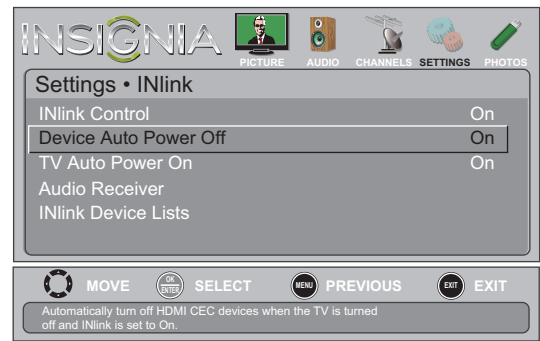 INSIGNIA
PICTURE AUDIO CHANNELS SETTINGS PHOTOS
Settings • INlink
INlink Control On
Device Auto Power Off On
TV Auto Power On On
Audio Receiver
INlink Device Lists
MOVE OK ENTER SELECT MENU PREVIOUS EXIT EXIT
Automatically turn off HDMI CEC devices when the TV is turned
off and INlink is set to On.